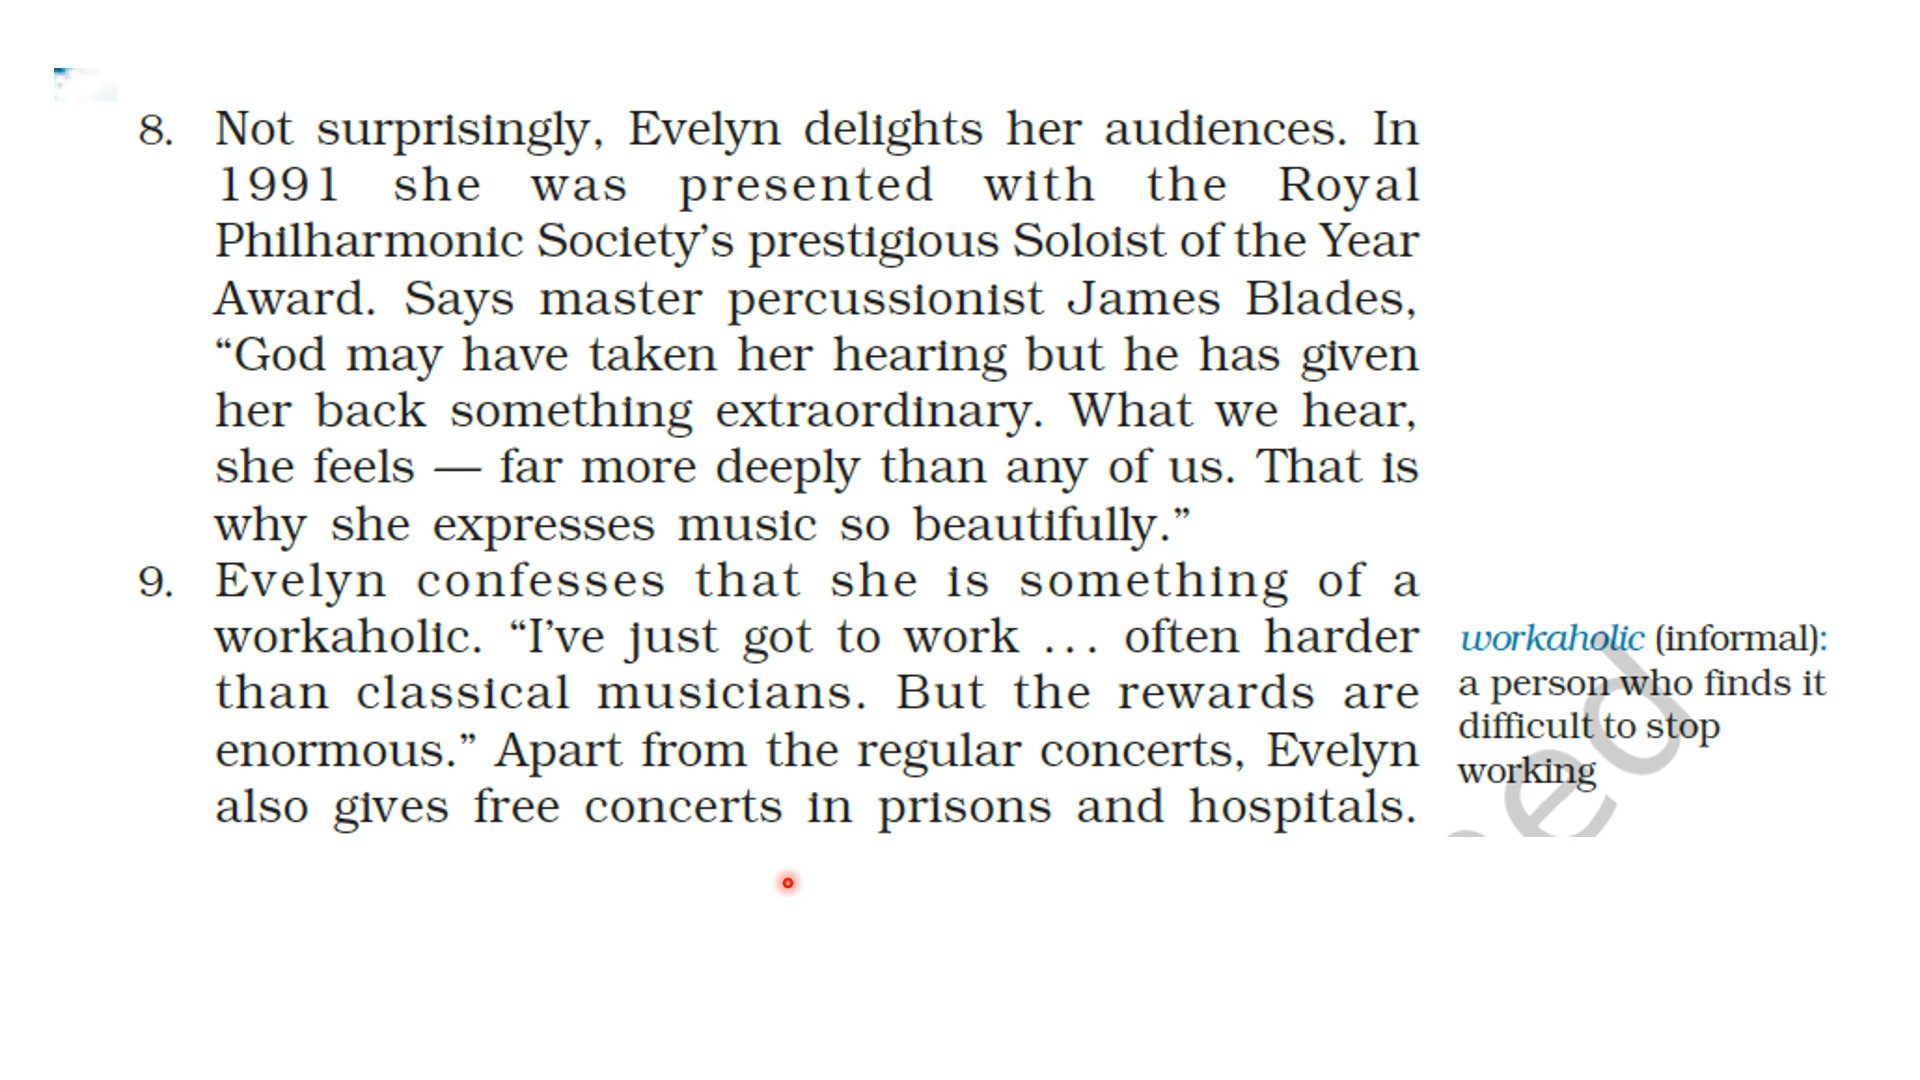 8. Not surprisingly, Evelyn delights her audiences. In
1991 she was presented with the Royal
Philharmonic Society’s prestigious Soloist of the Year
Award. Says master percussionist James Blades,
“God may have taken her hearing but he has given
her back something extraordinary. What we hear,
she feels — far more deeply than any of us. That is
why she expresses music so beautifully.”
9. Evelyn confesses that she is something of a
workaholic. “I’ve just got to work ... often harder
than classical musicians. But the rewards are
enormous.” Apart from the regular concerts, Evelyn
also gives free concerts in prisons and hospitals.
workaholic (informal):
a person who finds it
difficult to stop
working